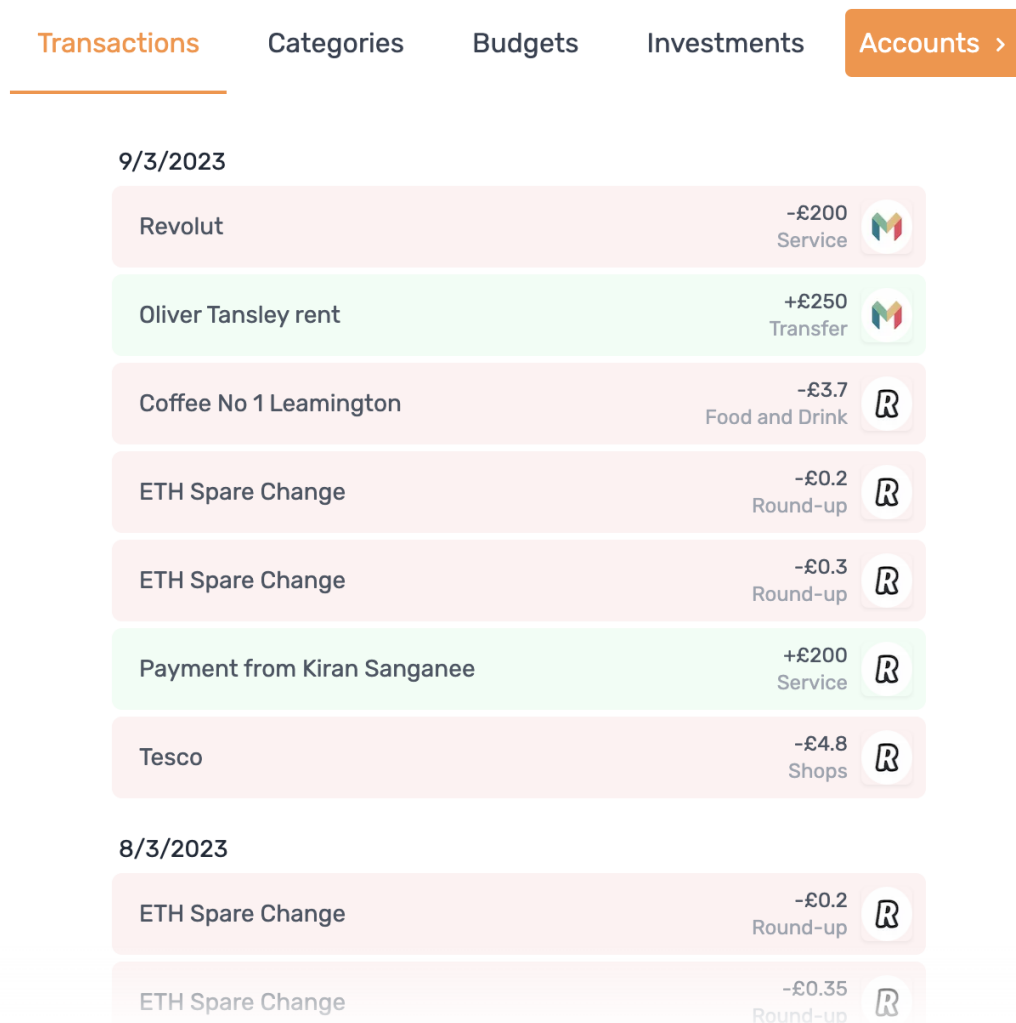 Transactions Categories Budgets Investments Accounts ›
9/3/2023
Revolut
-£200
Service
Oliver Tansley rent
+£250
Transfer
Coffee No 1 Leamington
-£3.7
Food and Drink
ETH Spare Change
-£0.2
Round-up
ETH Spare Change
-£0.3
Round-up
Payment from Kiran Sanganee
+£200
Service
Tesco
-£4.8
Shops
8/3/2023
ETH Spare Change
-£0.2
Round-up
ETH Spare Change
-£0.35
Round-up